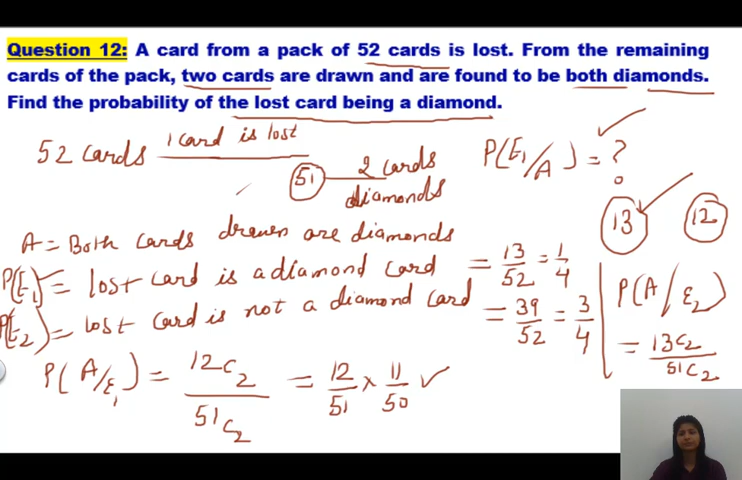 Question 12: A card from a pack of 52 cards is lost. From the remaining
cards of the pack, two cards are drawn and are found to be both diamonds.
Find the probability of the lost card being a diamond.
52 cards 1 card is lost
51 2 cards diamonds
P(E1/A) = ?
13 12
A = Both cards drawn are diamonds
P(E1) = lost card is a diamond card = 13/52 = 1/4
P(E2) = lost card is not a diamond card = 39/52 = 3/4
P(A/E2) = 13c2/51c2
P(A/E1) = 12c2/51c2 = 12/51 × 11/50 ✓